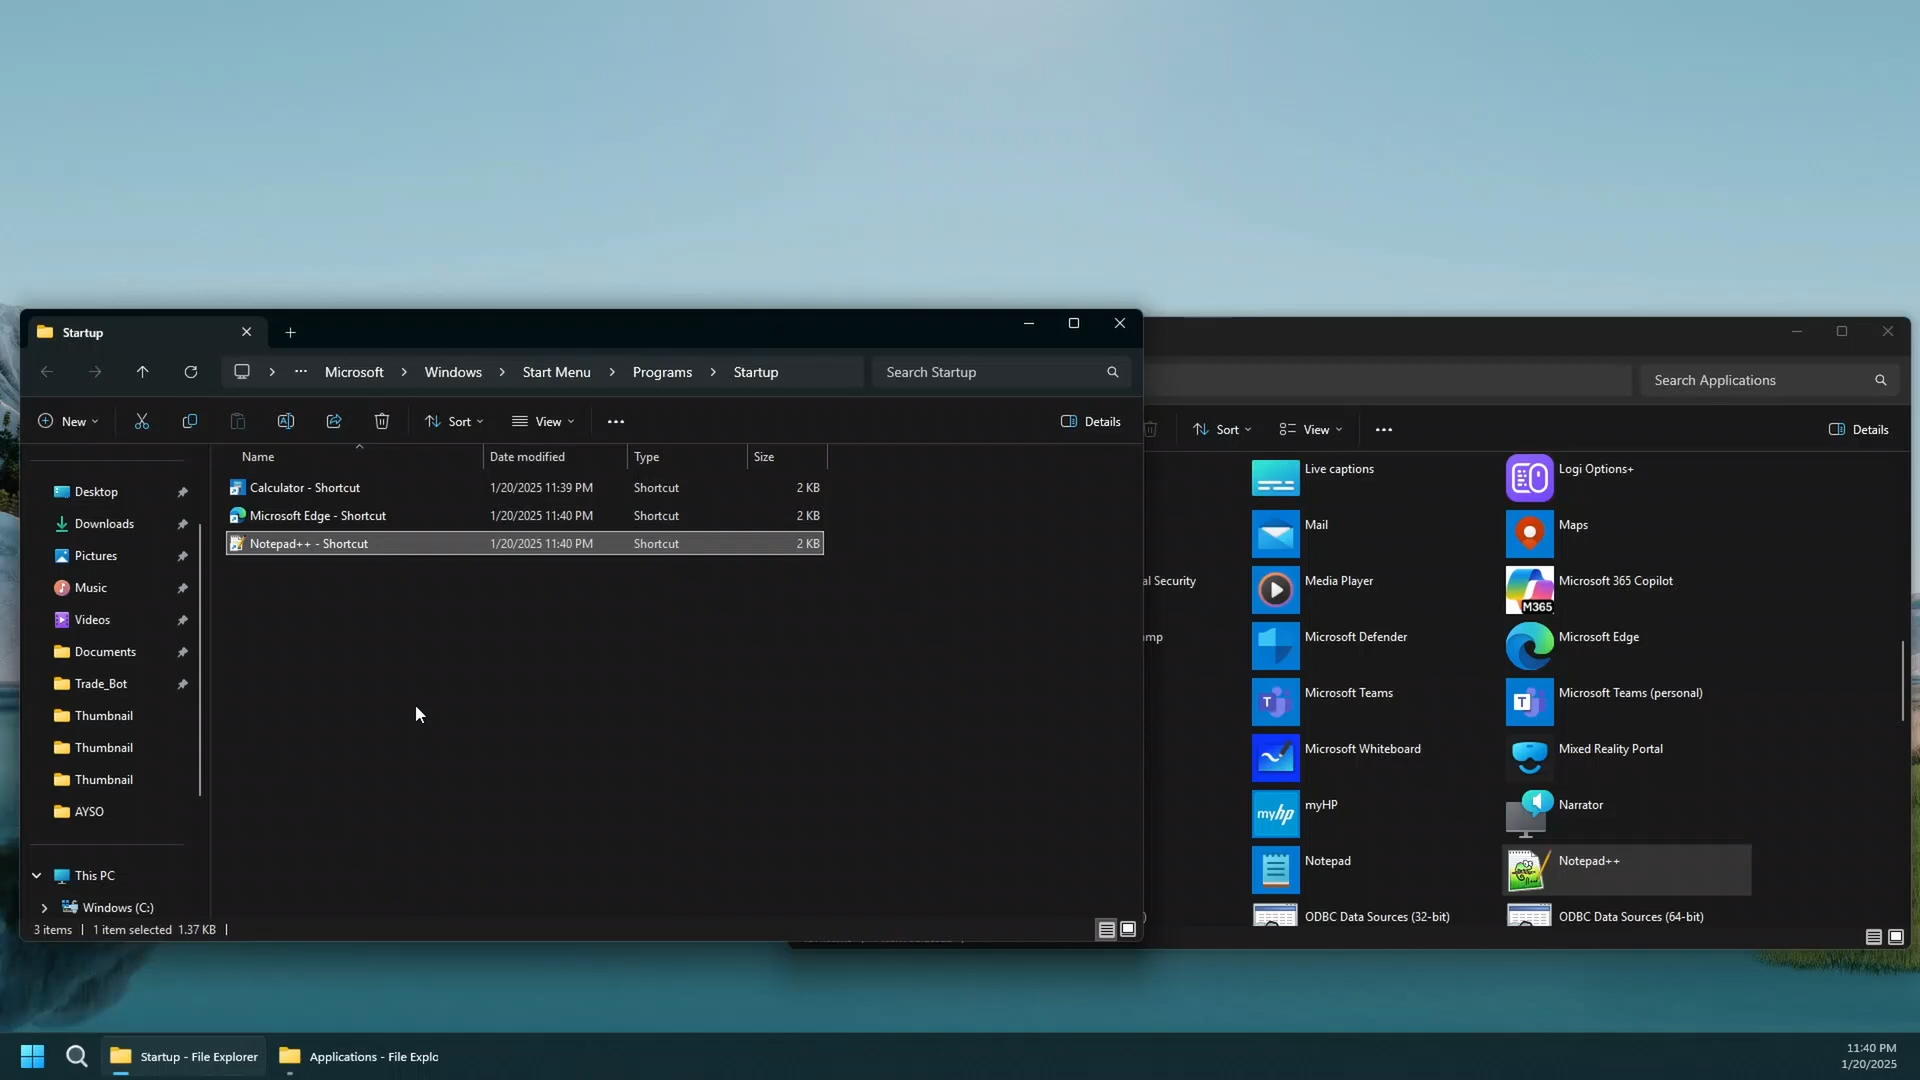 Startup
Microsoft Windows Start Menu Programs Startup
Search Startup
New
Sort
View
Details
Name Date modified Type Size
Calculator - Shortcut 1/20/2025 11:39 PM Shortcut 2 KB
Microsoft Edge - Shortcut 1/20/2025 11:40 PM Shortcut 2 KB
Notepad++ - Shortcut 1/20/2025 11:40 PM Shortcut 2 KB
Desktop
Downloads
Pictures
Music
Videos
Documents
Trade_Bot
Thumbnail
Thumbnail
Thumbnail
AYSO
This PC
Windows (C:)
3 items 1 item selected 1.37 KB
Search Applications
Sort
View
Details
Live captions Logi Options+
Mail Maps
al Security Media Player Microsoft 365 Copilot
M365
mp Microsoft Defender Microsoft Edge
Microsoft Teams Microsoft Teams (personal)
Microsoft Whiteboard Mixed Reality Portal
myhp myHP Narrator
Notepad Notepad++
ODBC Data Sources (32-bit) ODBC Data Sources (64-bit)
Startup - File Explorer
Applications - File Explo
11:40 PM
1/20/2025